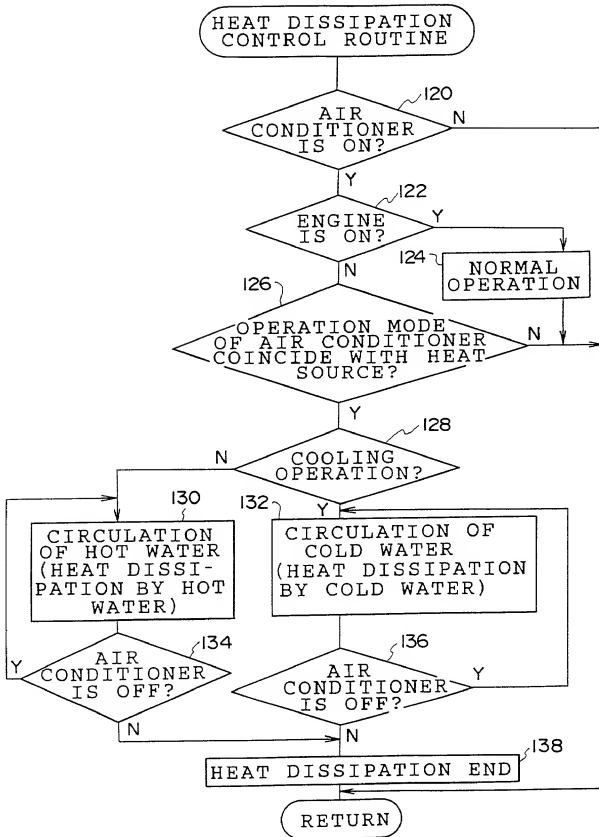 HEAT DISSIPATION
CONTROL ROUTINE
120
AIR
CONDITIONER
IS ON?
N
Y
122
ENGINE
IS ON?
Y
124
NORMAL
OPERATION
N
126
OPERATION MODE
OF AIR CONDITIONER
COINCIDE WITH HEAT
SOURCE?
N
Y
128
COOLING
OPERATION?
N
Y
130
CIRCULATION
OF HOT WATER
(HEAT DISSI-
PATION BY HOT
WATER)
132
CIRCULATION OF
COLD WATER
(HEAT DISSIPATION
BY COLD WATER)
134
AIR
CONDITIONER
IS OFF?
Y
N
136
AIR
CONDITIONER
IS OFF?
Y
N
138
HEAT DISSIPATION END
RETURN